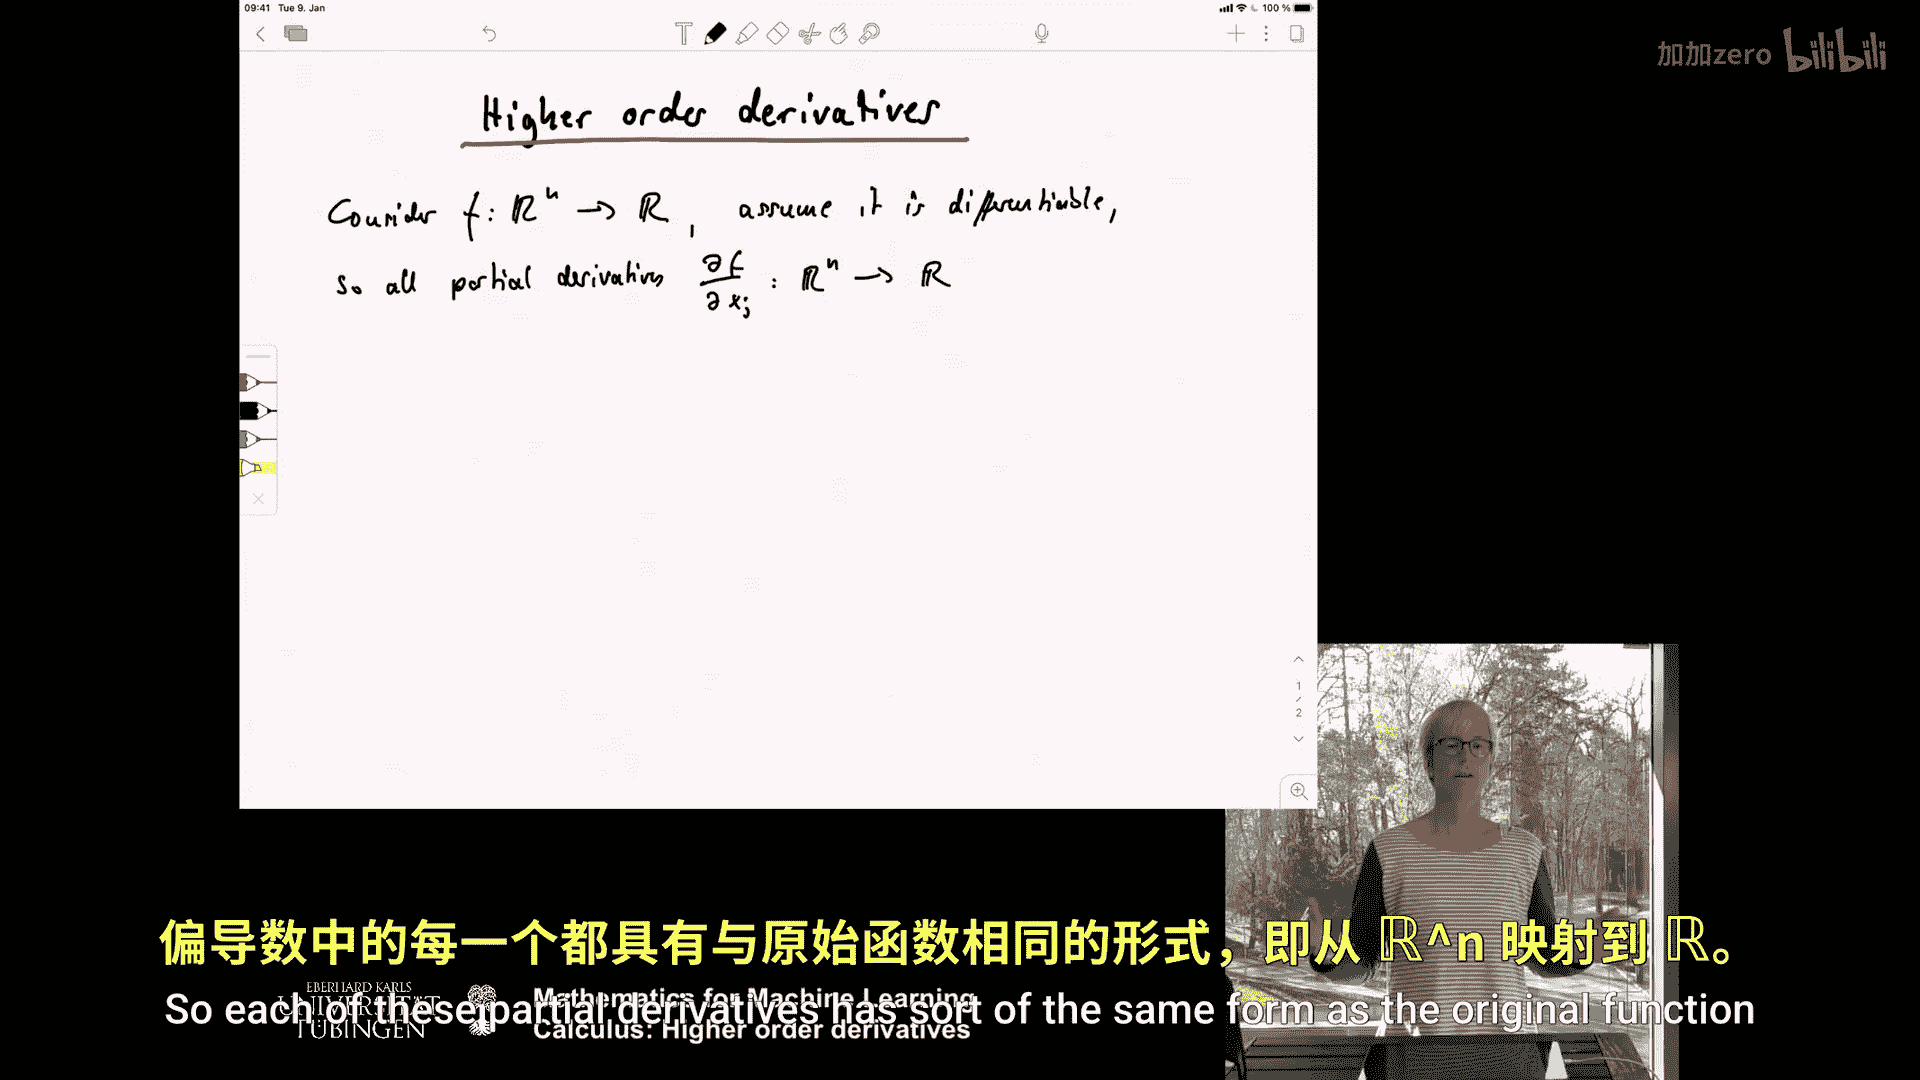 09:41 Tue 9. Jan
100 %
T
加加zero bilibili
Higher order derivatives
Consider f: ℝⁿ → ℝ, assume it is differentiable,
so all partial derivatives ∂f/∂xⱼ : ℝⁿ → ℝ
1
2
偏导数中的每一个都具有与原始函数相同的形式，即从 ℝ^n 映射到 ℝ。
EBERHARD KARLS
UNIVERSITÄT
TÜBINGEN
Mathematics for Machine Learning
So each of these partial derivatives has sort of the same form as the original function
Calculus: Higher order derivatives